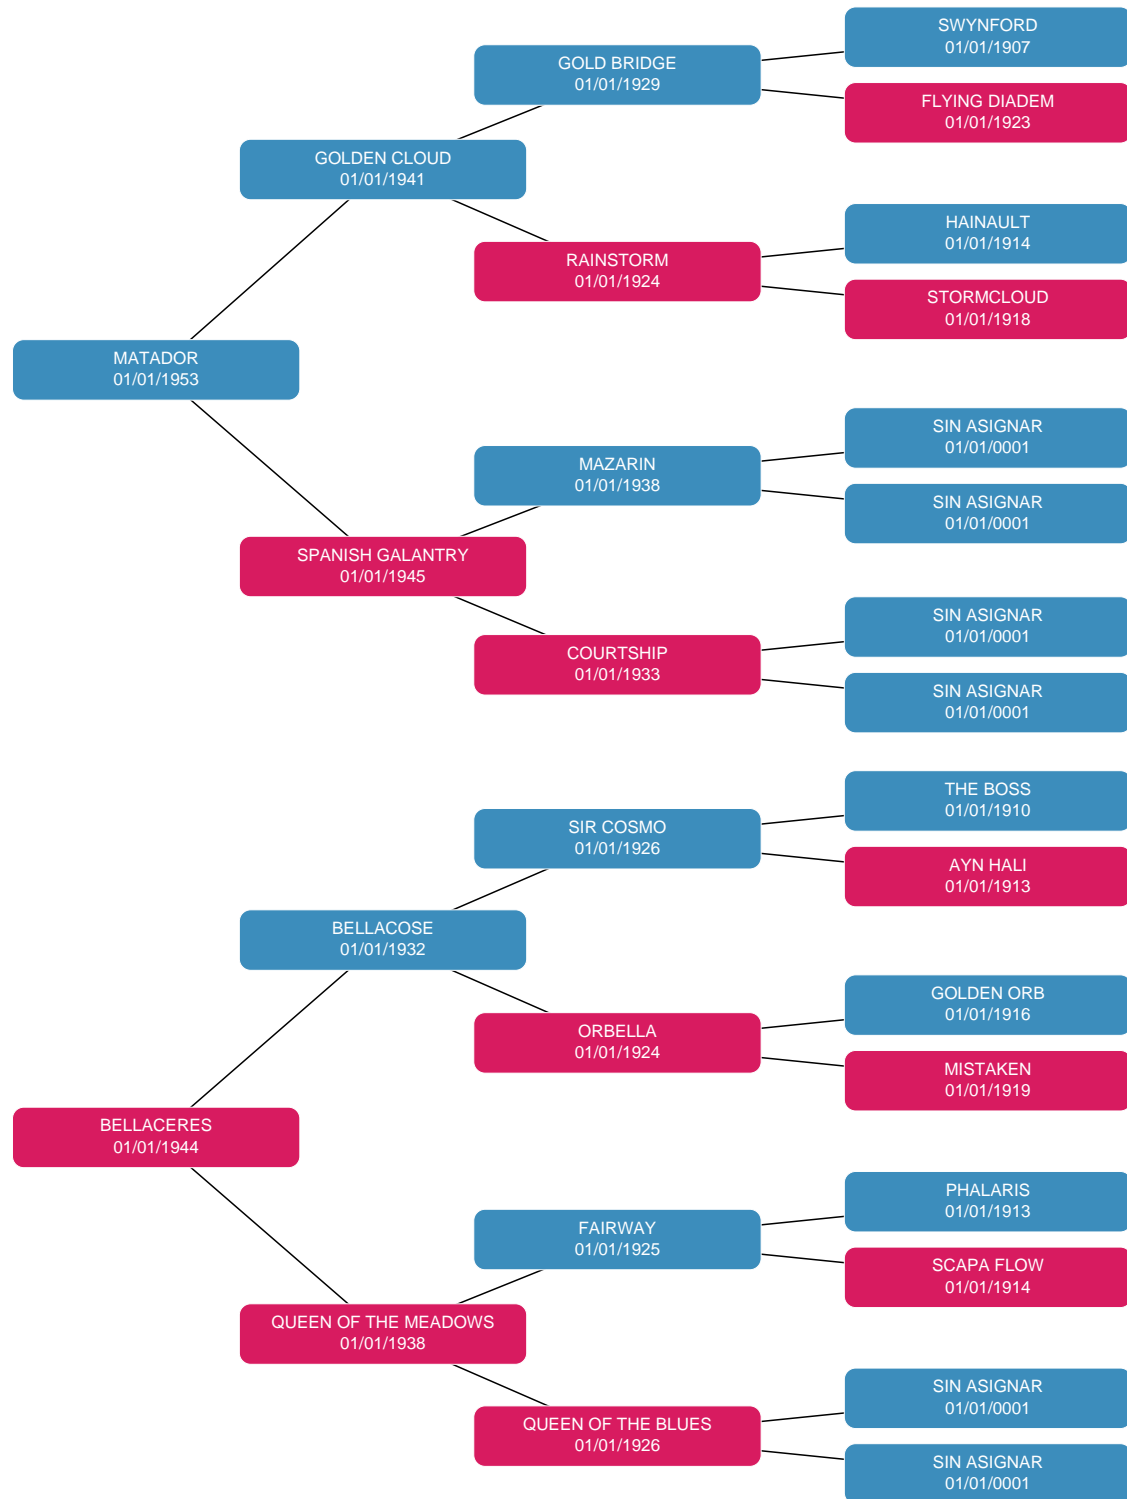 SWYNFORD
01/01/1907
GOLD BRIDGE
01/01/1929
FLYING DIADEM
01/01/1923
GOLDEN CLOUD
01/01/1941
HAINAULT
01/01/1914
RAINSTORM
01/01/1924
STORMCLOUD
01/01/1918
MATADOR
01/01/1953
SIN ASIGNAR
01/01/0001
MAZARIN
01/01/1938
SIN ASIGNAR
01/01/0001
SPANISH GALANTRY
01/01/1945
SIN ASIGNAR
01/01/0001
COURTSHIP
01/01/1933
SIN ASIGNAR
01/01/0001
THE BOSS
01/01/1910
SIR COSMO
01/01/1926
AYN HALI
01/01/1913
BELLACOSE
01/01/1932
GOLDEN ORB
01/01/1916
ORBELLA
01/01/1924
MISTAKEN
01/01/1919
BELLACERES
01/01/1944
PHALARIS
01/01/1913
FAIRWAY
01/01/1925
SCAPA FLOW
01/01/1914
QUEEN OF THE MEADOWS
01/01/1938
SIN ASIGNAR
01/01/0001
QUEEN OF THE BLUES
01/01/1926
SIN ASIGNAR
01/01/0001